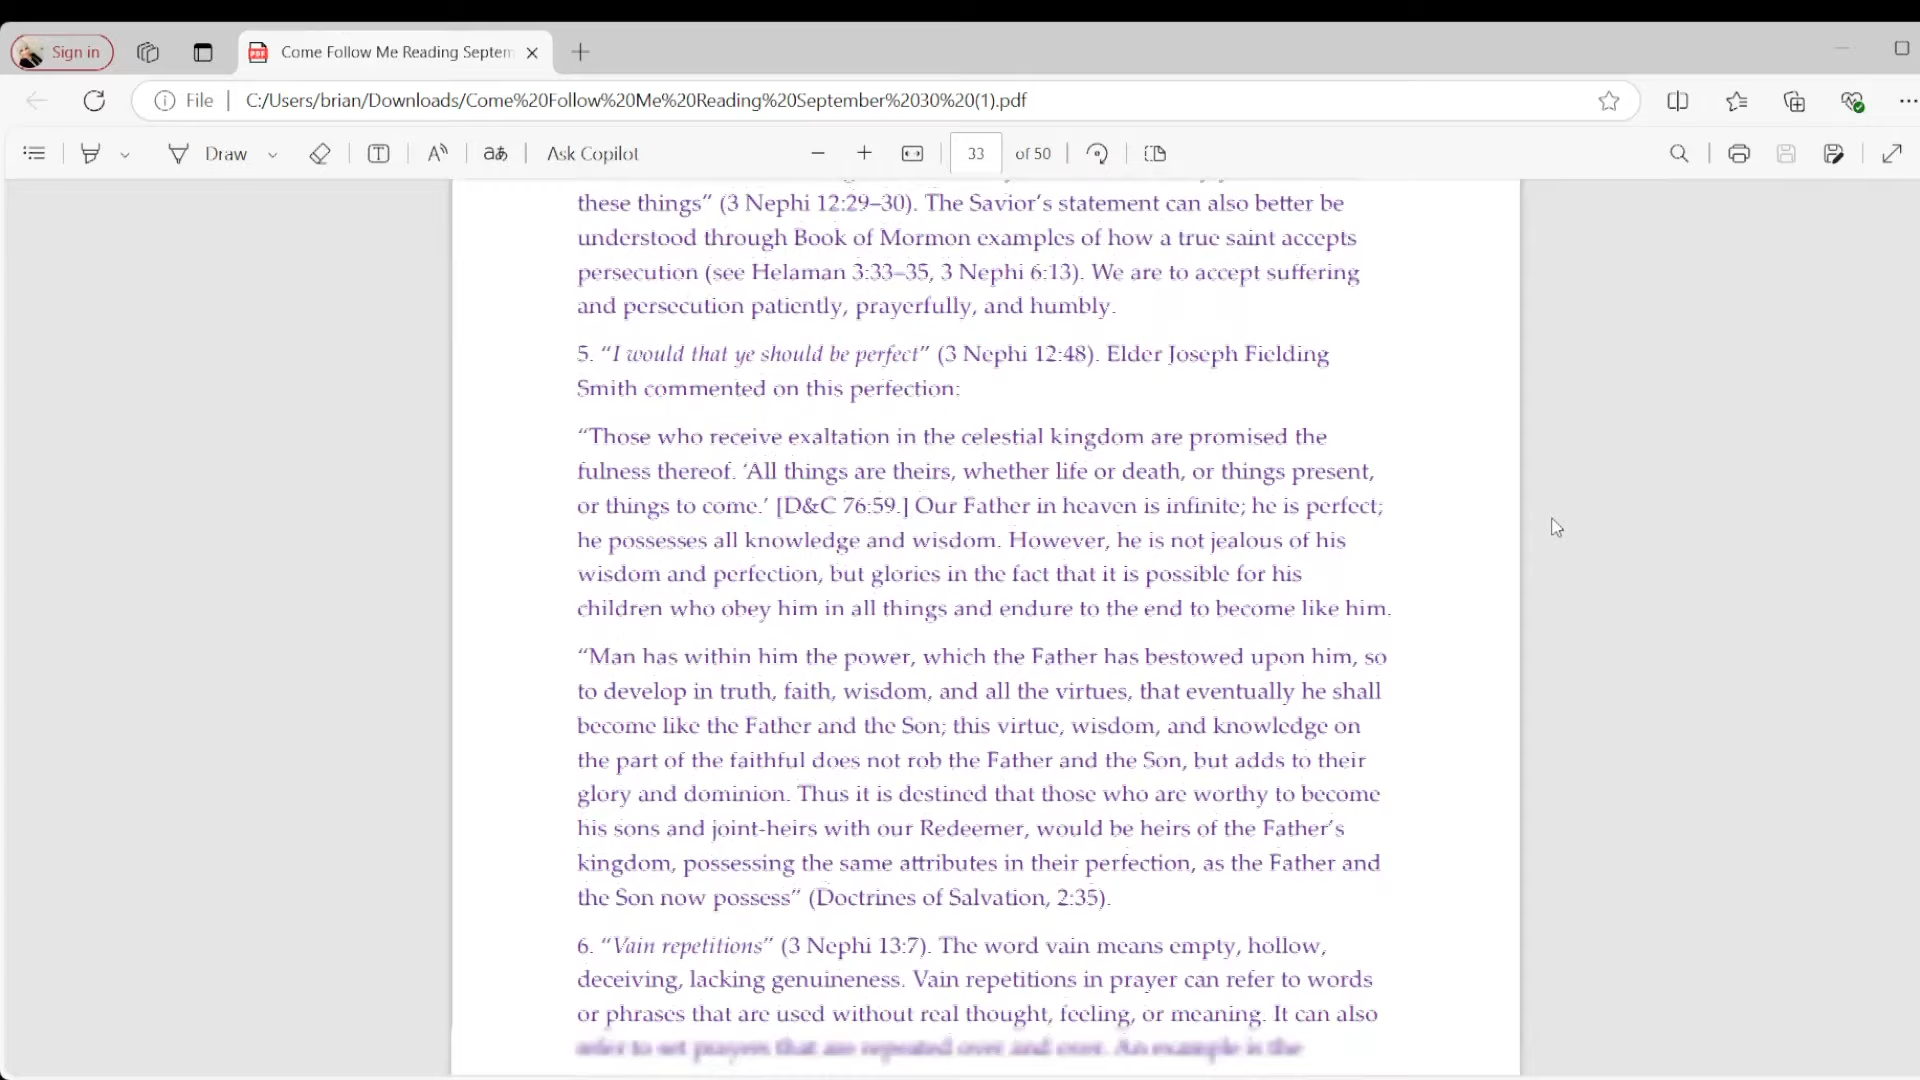 Sign in
Come Follow Me Reading Septem
File
C:/Users/brian/Downloads/Come%20Follow%20Me%20Reading%20September%2030%20(1).pdf
Draw
aあ
Ask Copilot
33
of 50
these things” (3 Nephi 12:29–30). The Savior’s statement can also better be
understood through Book of Mormon examples of how a true saint accepts
persecution (see Helaman 3:33–35, 3 Nephi 6:13). We are to accept suffering
and persecution patiently, prayerfully, and humbly.
5. “I would that ye should be perfect” (3 Nephi 12:48). Elder Joseph Fielding
Smith commented on this perfection:
“Those who receive exaltation in the celestial kingdom are promised the
fulness thereof. ‘All things are theirs, whether life or death, or things present,
or things to come.’ [D&C 76:59.] Our Father in heaven is infinite; he is perfect;
he possesses all knowledge and wisdom. However, he is not jealous of his
wisdom and perfection, but glories in the fact that it is possible for his
children who obey him in all things and endure to the end to become like him.
“Man has within him the power, which the Father has bestowed upon him, so
to develop in truth, faith, wisdom, and all the virtues, that eventually he shall
become like the Father and the Son; this virtue, wisdom, and knowledge on
the part of the faithful does not rob the Father and the Son, but adds to their
glory and dominion. Thus it is destined that those who are worthy to become
his sons and joint-heirs with our Redeemer, would be heirs of the Father’s
kingdom, possessing the same attributes in their perfection, as the Father and
the Son now possess” (Doctrines of Salvation, 2:35).
6. “Vain repetitions” (3 Nephi 13:7). The word vain means empty, hollow,
deceiving, lacking genuineness. Vain repetitions in prayer can refer to words
or phrases that are used without real thought, feeling, or meaning. It can also
refer to set prayers that are repeated over and over. An example is the